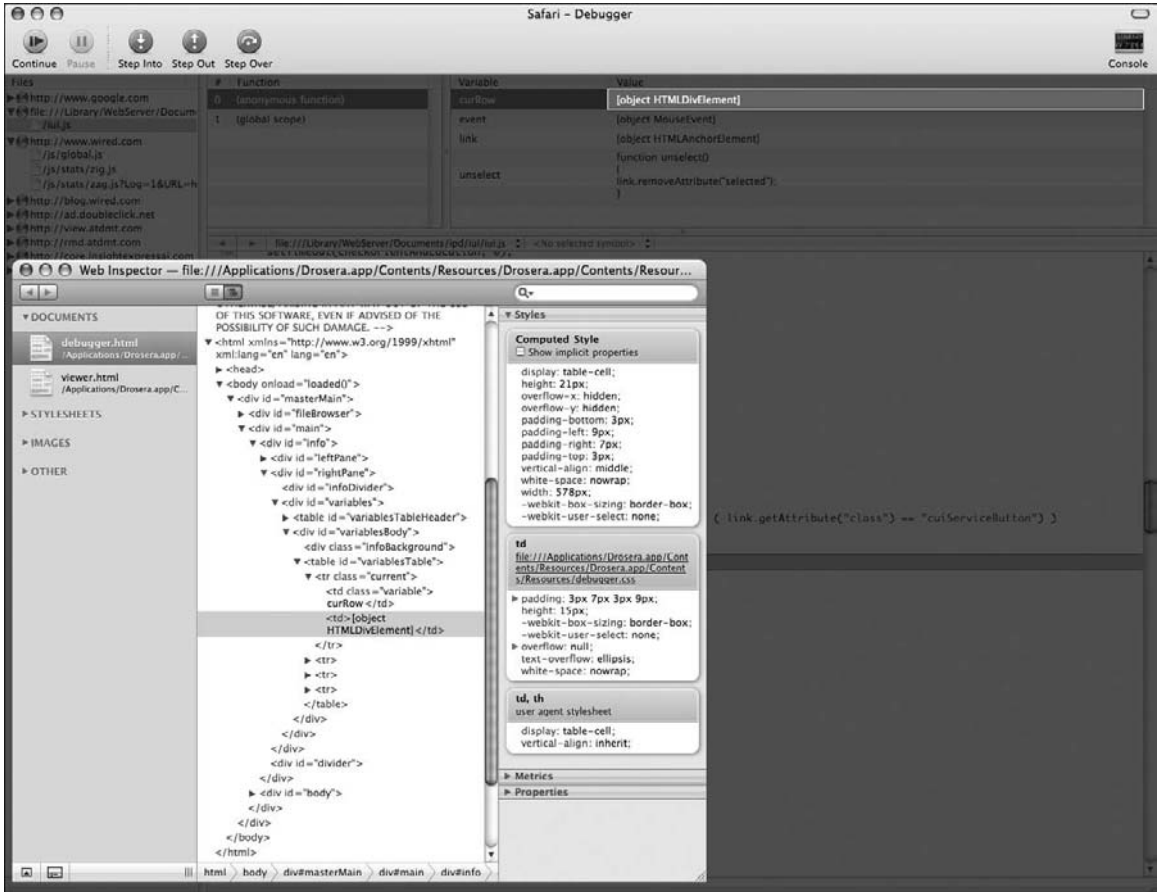 Safari – Debugger
Continue Pause Step Into Step Out Step Over Console
Files # Function Variable Value
http://www.google.com 0 (anonymous function) curRow [object HTMLDivElement]
file:///Library/WebServer/Docum 1 (global scope) event [object MouseEvent]
/iui.js link [object HTMLAnchorElement]
http://www.wired.com function unselect()
/js/global.js {
/js/stats/zig.js unselect link.removeAttribute("selected");
/js/stats/zag.js?Log=1&URL=h }
http://blog.wired.com
http://ad.doubleclick.net
http://view.atdmt.com
http://rmd.atdmt.com file:///Library/WebServer/Documents/ipd/iui/iui.js <No selected symbol>
http://core.insightexpressai.com
Web Inspector — file:///Applications/Drosera.app/Contents/Resources/Drosera.app/Contents/Resour...
DOCUMENTS
debugger.html
/Applications/Drosera.app/...
viewer.html
/Applications/Drosera.app/C...
STYLESHEETS
IMAGES
OTHER
OF THIS SOFTWARE, EVEN IF ADVISED OF THE
POSSIBILITY OF SUCH DAMAGE. -->
<html xmlns="http://www.w3.org/1999/xhtml"
xml:lang="en" lang="en">
<head>
<body onload="loaded()">
<div id="masterMain">
<div id="fileBrowser">
<div id="main">
<div id="info">
<div id="leftPane">
<div id="rightPane">
<div id="infoDivider">
<div id="variables">
<table id="variablesTableHeader">
<div id="variablesBody">
<div class="infoBackground">
<table id="variablesTable">
<tr class="current">
<td class="variable">
curRow</td>
<td>[object
HTMLDivElement]</td>
</tr>
<tr>
<tr>
<tr>
</table>
</div>
</div>
</div>
<div id="divider">
</div>
<div id="body">
</div>
</div>
</body>
</html>
html body div#masterMain div#main div#info
Styles
Computed Style
Show implicit properties
display: table-cell;
height: 21px;
overflow-x: hidden;
overflow-y: hidden;
padding-bottom: 3px;
padding-left: 9px;
padding-right: 7px;
padding-top: 3px;
vertical-align: middle;
white-space: nowrap;
width: 578px;
-webkit-box-sizing: border-box;
-webkit-user-select: none;
td
file:///Applications/Drosera.app/Cont
ents/Resources/Drosera.app/Content
s/Resources/debugger.css
padding: 3px 7px 3px 9px;
height: 15px;
-webkit-box-sizing: border-box;
-webkit-user-select: none;
overflow: null;
text-overflow: ellipsis;
white-space: nowrap;
td, th
user agent stylesheet
display: table-cell;
vertical-align: inherit;
Metrics
Properties
( link.getAttribute("class") == "cuiServiceButton") )